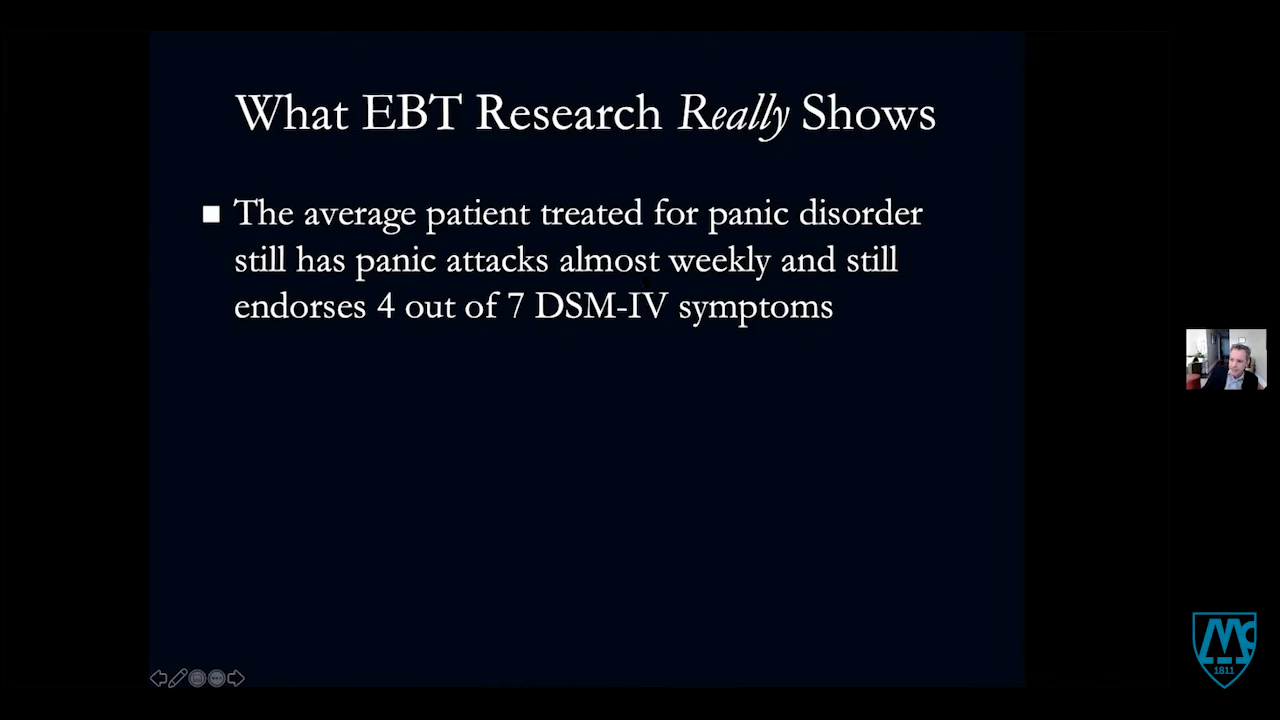 What EBT Research Really Shows
The average patient treated for panic disorder
still has panic attacks almost weekly and still
endorses 4 out of 7 DSM-IV symptoms
Mc
1811